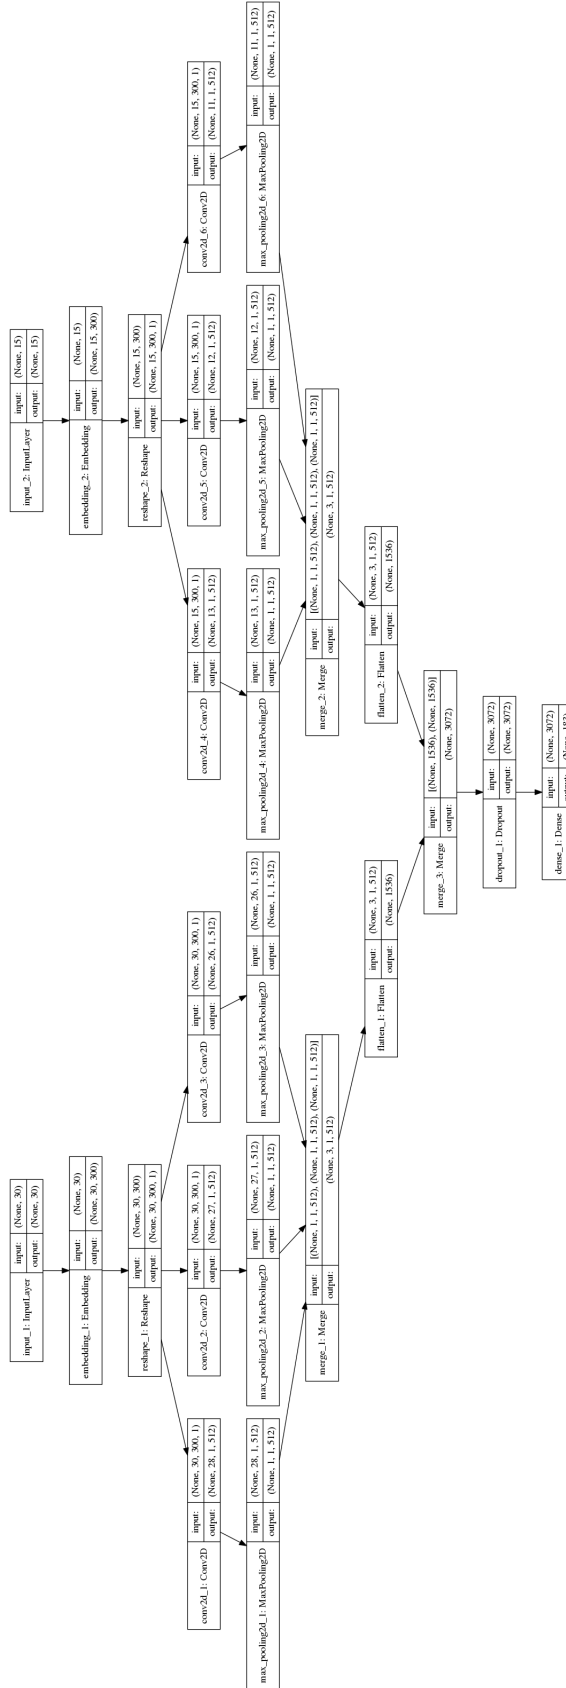 input_1: InputLayer
input: (None, 30)
output: (None, 30)
input_2: InputLayer
input: (None, 15)
output: (None, 15)
embedding_1: Embedding
input: (None, 30)
output: (None, 30, 300)
embedding_2: Embedding
input: (None, 15)
output: (None, 15, 300)
reshape_1: Reshape
input: (None, 30, 300)
output: (None, 30, 300, 1)
reshape_2: Reshape
input: (None, 15, 300)
output: (None, 15, 300, 1)
conv2d_1: Conv2D
input: (None, 30, 300, 1)
output: (None, 28, 1, 512)
conv2d_2: Conv2D
input: (None, 30, 300, 1)
output: (None, 27, 1, 512)
conv2d_3: Conv2D
input: (None, 30, 300, 1)
output: (None, 26, 1, 512)
conv2d_4: Conv2D
input: (None, 15, 300, 1)
output: (None, 13, 1, 512)
conv2d_5: Conv2D
input: (None, 15, 300, 1)
output: (None, 12, 1, 512)
conv2d_6: Conv2D
input: (None, 15, 300, 1)
output: (None, 11, 1, 512)
max_pooling2d_1: MaxPooling2D
input: (None, 28, 1, 512)
output: (None, 1, 1, 512)
max_pooling2d_2: MaxPooling2D
input: (None, 27, 1, 512)
output: (None, 1, 1, 512)
max_pooling2d_3: MaxPooling2D
input: (None, 26, 1, 512)
output: (None, 1, 1, 512)
max_pooling2d_4: MaxPooling2D
input: (None, 13, 1, 512)
output: (None, 1, 1, 512)
max_pooling2d_5: MaxPooling2D
input: (None, 12, 1, 512)
output: (None, 1, 1, 512)
max_pooling2d_6: MaxPooling2D
input: (None, 11, 1, 512)
output: (None, 1, 1, 512)
merge_1: Merge
input: [(None, 1, 1, 512), (None, 1, 1, 512), (None, 1, 1, 512)]
output: (None, 3, 1, 512)
merge_2: Merge
input: [(None, 1, 1, 512), (None, 1, 1, 512), (None, 1, 1, 512)]
output: (None, 3, 1, 512)
flatten_1: Flatten
input: (None, 3, 1, 512)
output: (None, 1536)
flatten_2: Flatten
input: (None, 3, 1, 512)
output: (None, 1536)
merge_3: Merge
input: [(None, 1536), (None, 1536)]
output: (None, 3072)
dropout_1: Dropout
input: (None, 3072)
output: (None, 3072)
dense_1: Dense
input: (None, 3072)